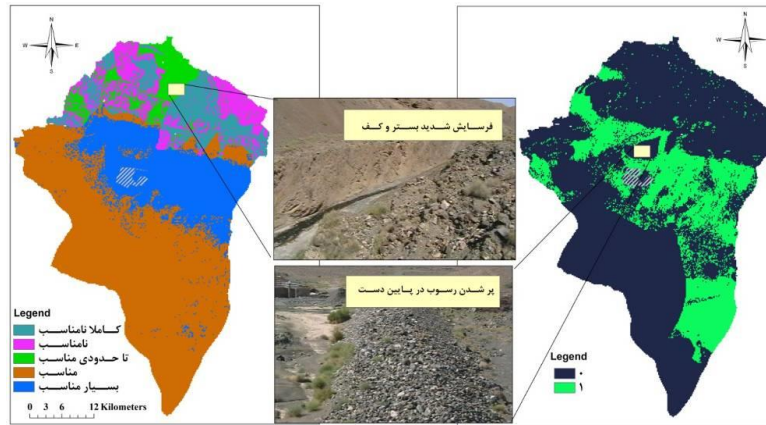 N
W E
S
فرسایش شدید بستر و کف
پر شدن رسوب در پایین دست
Legend
کاملا نامناسب
نامناسب
تا حدودی مناسب
مناسب
بسیار مناسب
0 3 6 12 Kilometers
N
W E
S
Legend
۰
۱